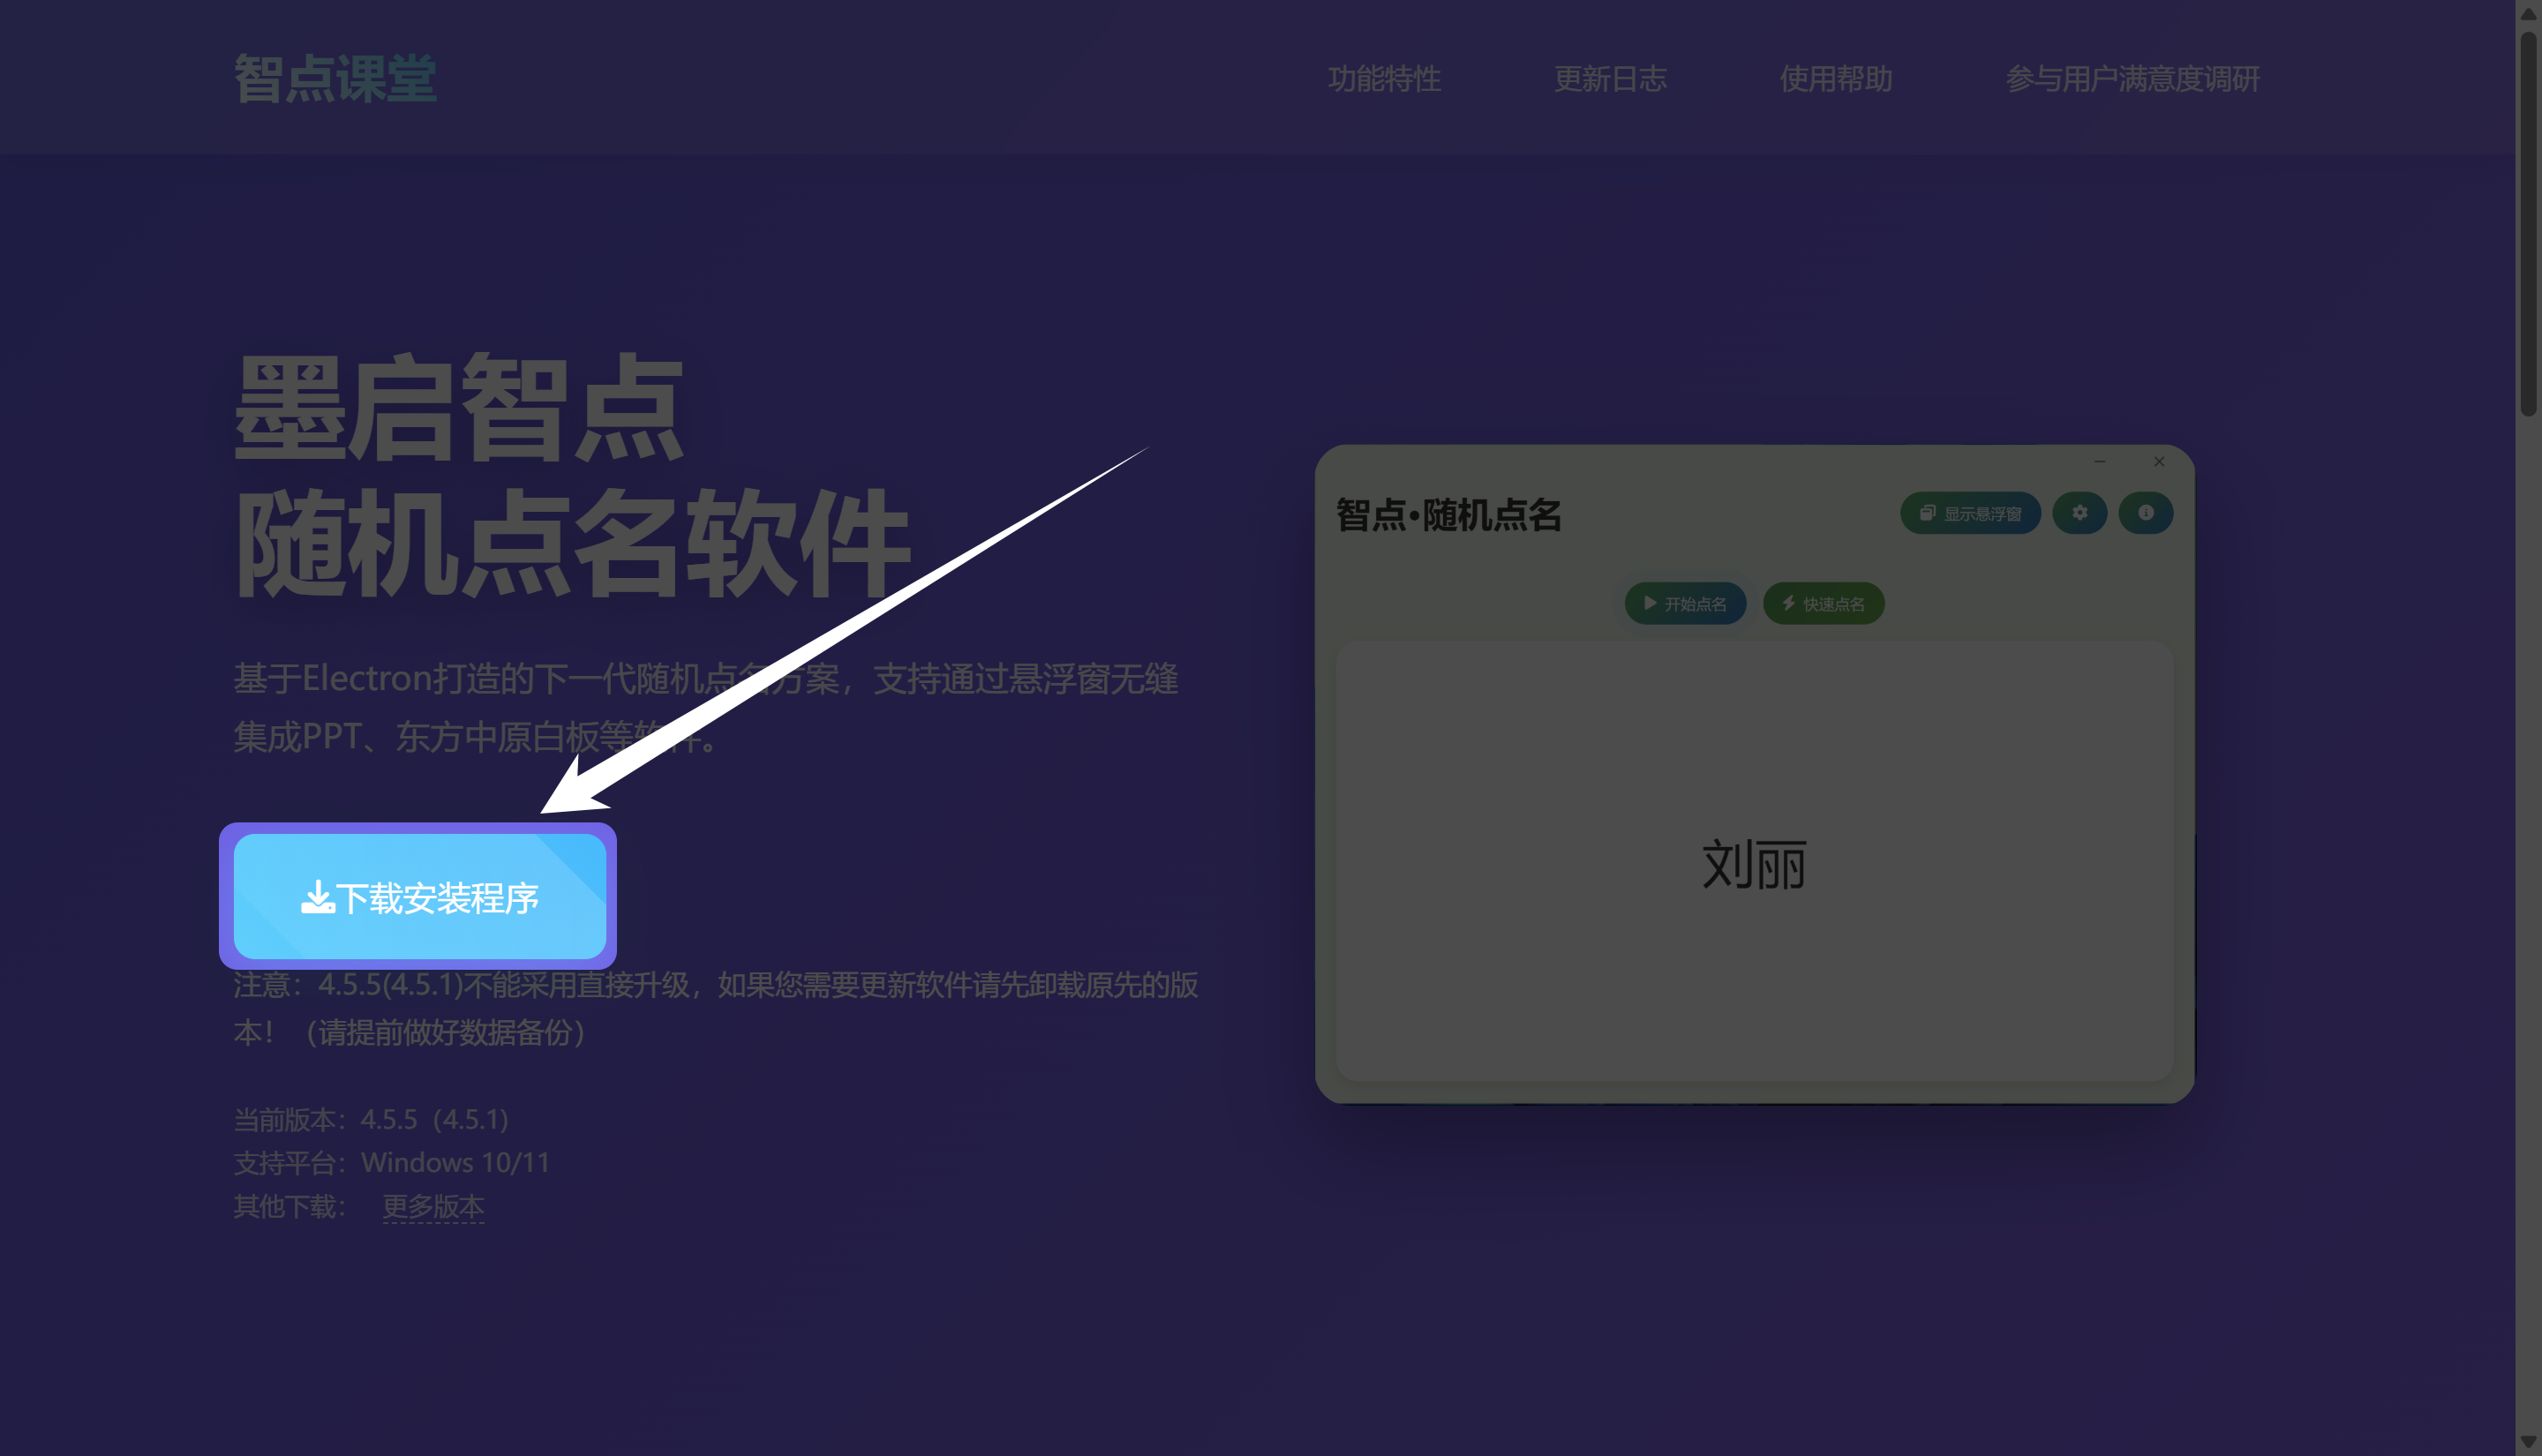 智点课堂
功能特性
更新日志
使用帮助
参与用户满意度调研
墨启智点
随机点名软件
基于Electron打造的下一代随机点名方案，支持通过悬浮窗无缝
集成PPT、东方中原白板等软件。
下载安装程序
注意：4.5.5(4.5.1)不能采用直接升级，如果您需要更新软件请先卸载原先的版
本！（请提前做好数据备份）
当前版本：4.5.5（4.5.1）
支持平台：Windows 10/11
其他下载： 更多版本
智点•随机点名
显示悬浮窗
开始点名
快速点名
刘丽